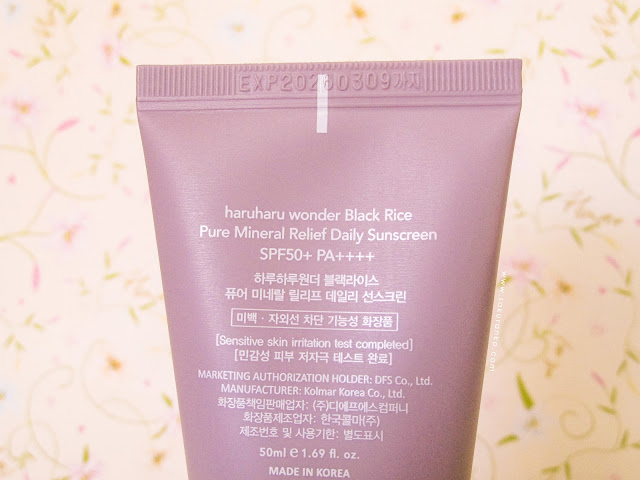 EXP20260309까지
haruharu wonder Black Rice
Pure Mineral Relief Daily Sunscreen
SPF50+ PA++++
하루하루원더 블랙라이스
퓨어 미네랄 릴리프 데일리 선스크린
미백 · 자외선 차단 기능성 화장품
[Sensitive skin irritation test completed]
[민감성 피부 저자극 테스트 완료]
MARKETING AUTHORIZATION HOLDER: DFS Co., Ltd.
MANUFACTURER: Kolmar Korea Co., Ltd.
화장품책임판매업자: (주)디에프에스컴퍼니
화장품제조업자: 한국콜마(주)
제조번호 및 사용기한: 별도표시
50ml e 1.69 fl. oz.
MADE IN KOREA